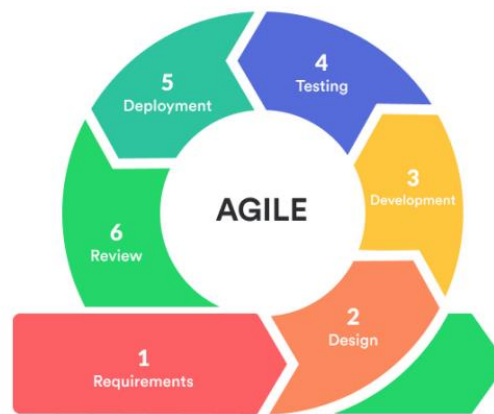 5
Deployment
4
Testing
3
Development
AGILE
6
Review
2
Design
1
Requirements